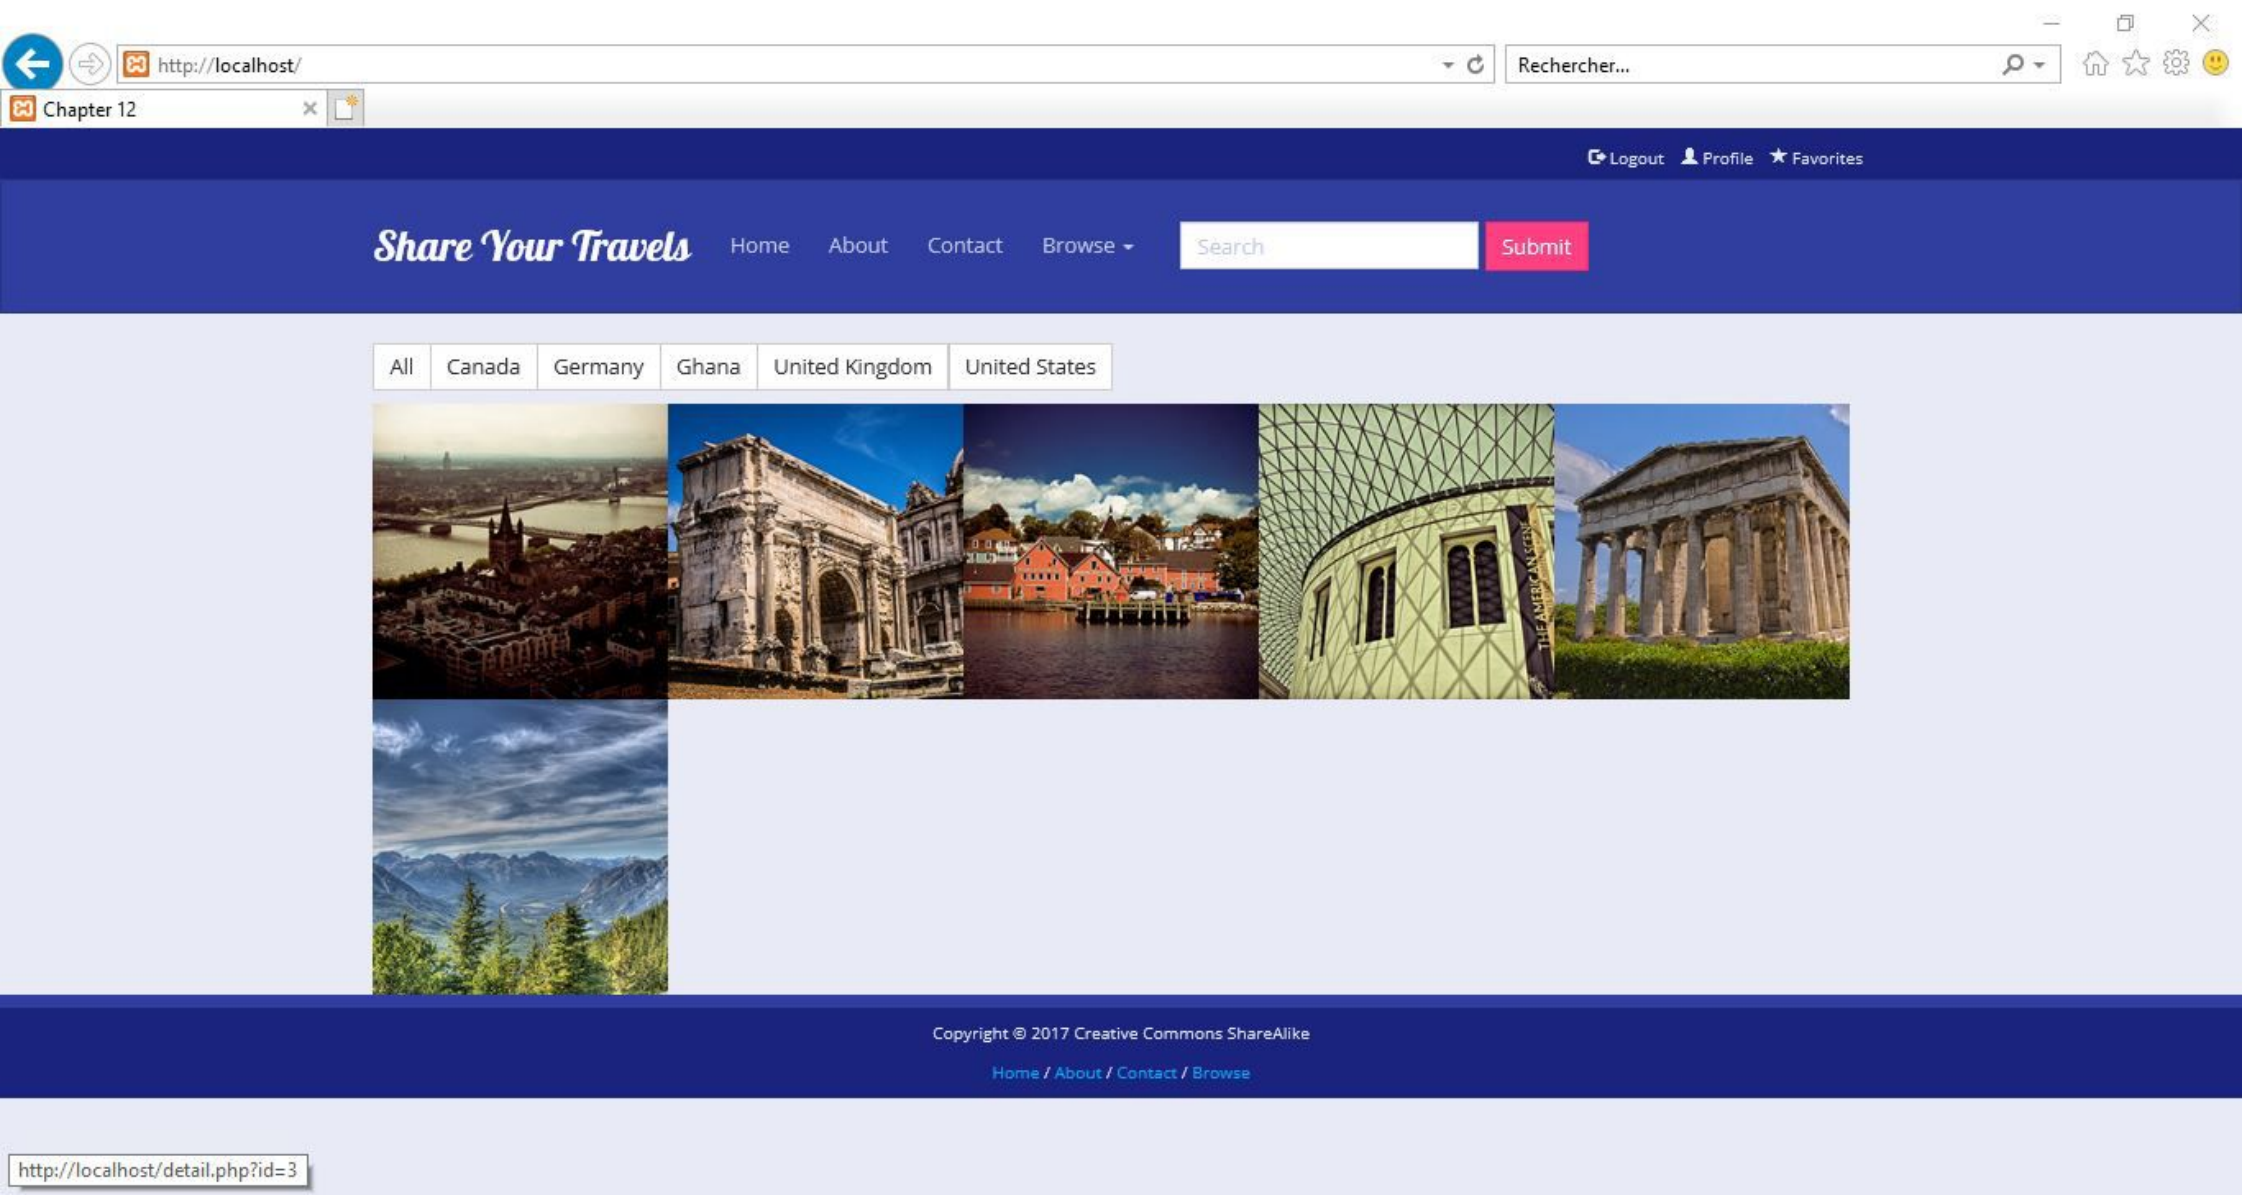 http://localhost/
Rechercher...
Chapter 12
Logout Profile Favorites
Share Your Travels Home About Contact Browse Search Submit
All Canada Germany Ghana United Kingdom United States
THE AMERICAN SCENE
Copyright © 2017 Creative Commons ShareAlike
Home / About / Contact / Browse
http://localhost/detail.php?id=3